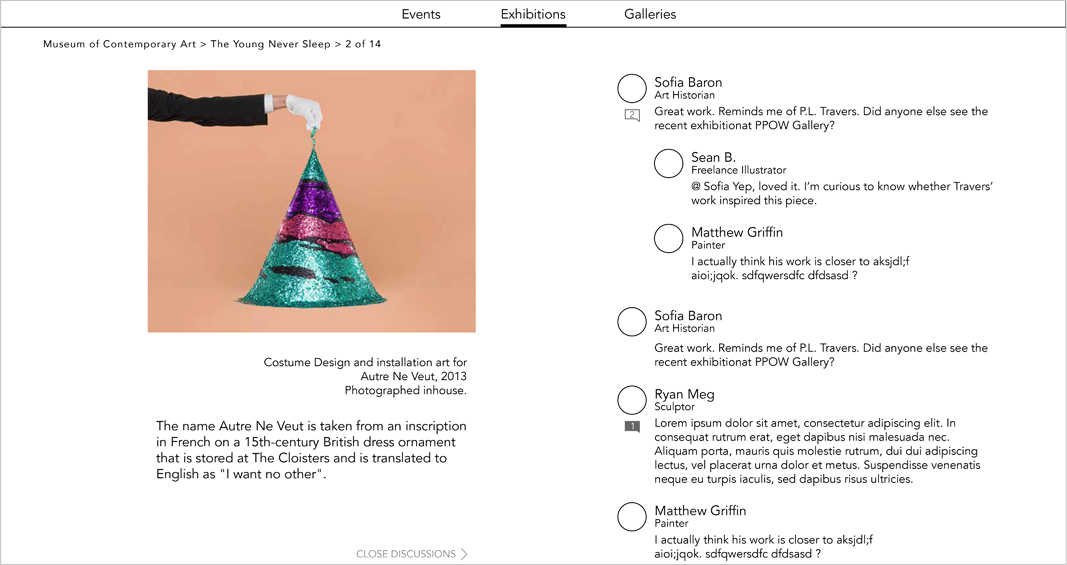 Events Exhibitions Galleries
Museum of Contemporary Art > The Young Never Sleep > 2 of 14
Costume Design and installation art for
Autre Ne Veut, 2013
Photographed inhouse.
The name Autre Ne Veut is taken from an inscription
in French on a 15th-century British dress ornament
that is stored at The Cloisters and is translated to
English as "I want no other".
CLOSE DISCUSSIONS >
Sofia Baron
Art Historian
2
Great work. Reminds me of P.L. Travers. Did anyone else see the
recent exhibitionat PPOW Gallery?
Sean B.
Freelance Illustrator
@ Sofia Yep, loved it. I'm curious to know whether Travers'
work inspired this piece.
Matthew Griffin
Painter
I actually think his work is closer to aksjdl;f
aioi;jqok. sdfqwersdfc dfdsasd ?
Sofia Baron
Art Historian
Great work. Reminds me of P.L. Travers. Did anyone else see the
recent exhibitionat PPOW Gallery?
Ryan Meg
Sculptor
1
Lorem ipsum dolor sit amet, consectetur adipiscing elit. In
consequat rutrum erat, eget dapibus nisi malesuada nec.
Aliquam porta, mauris quis molestie rutrum, dui dui adipiscing
lectus, vel placerat urna dolor et metus. Suspendisse venenatis
neque eu turpis iaculis, sed dapibus risus ultricies.
Matthew Griffin
Painter
I actually think his work is closer to aksjdl;f
aioi;jqok. sdfqwersdfc dfdsasd ?